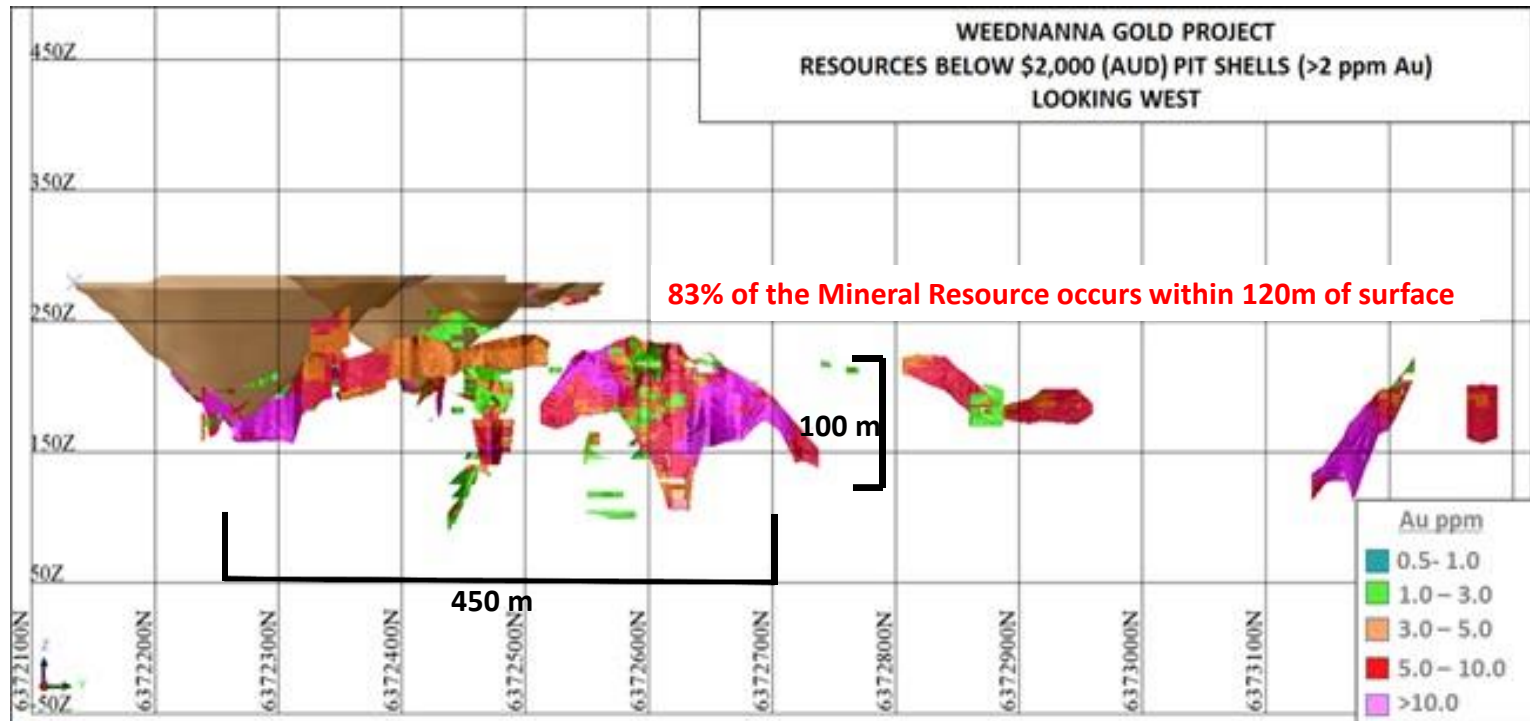 WEEDNANNA GOLD PROJECT
RESOURCES BELOW $2,000 (AUD) PIT SHELLS (>2 ppm Au)
LOOKING WEST
450Z
350Z
83% of the Mineral Resource occurs within 120m of surface
250Z
100 m
150Z
50Z
450 m
-50Z
6372100N
6372200N
6372300N
6372400N
6372500N
6372600N
6372700N
6372800N
6372900N
6373000N
6373100N
Z
Y
Au ppm
0.5- 1.0
1.0 – 3.0
3.0 – 5.0
5.0 – 10.0
>10.0